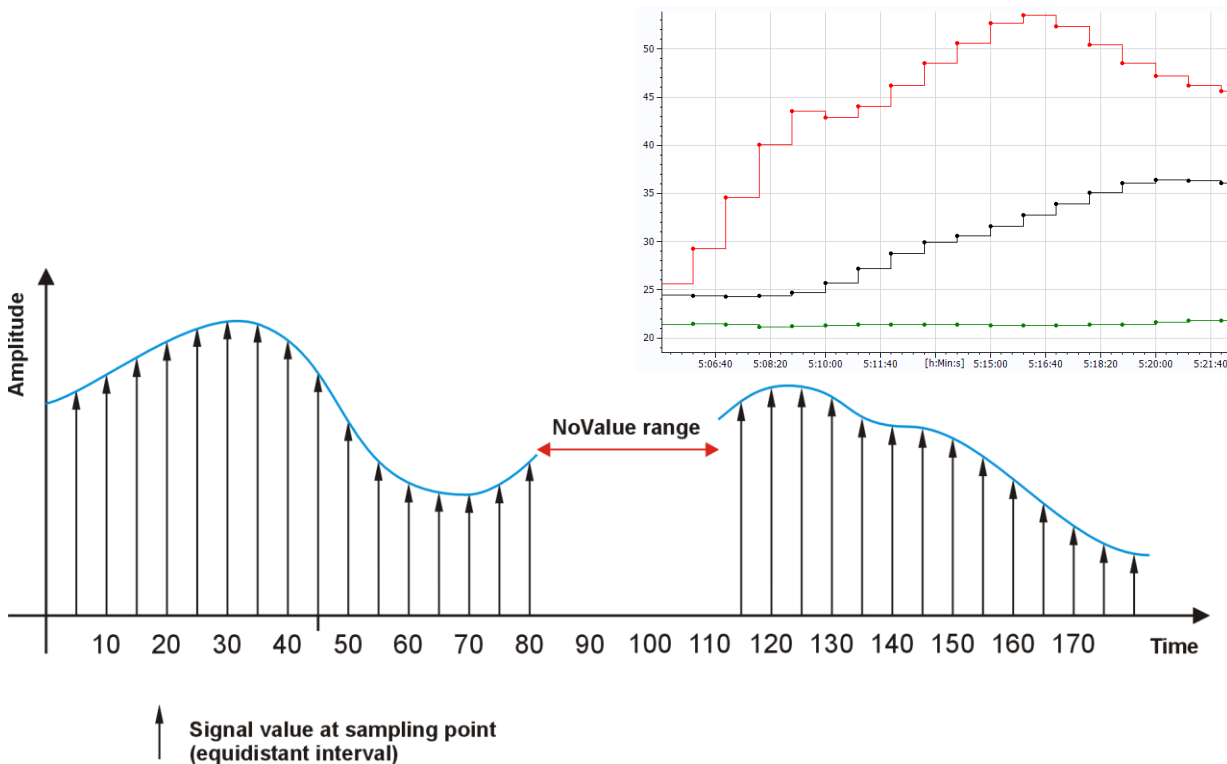 50
45
40
35
30
25
20
5:06:40 5:08:20 5:10:00 5:11:40 [h:Min:s] 5:15:00 5:16:40 5:18:20 5:20:00 5:21:40
Amplitude
NoValue range
10 20 30 40 50 60 70 80 90 100 110 120 130 140 150 160 170 Time
Signal value at sampling point
(equidistant interval)